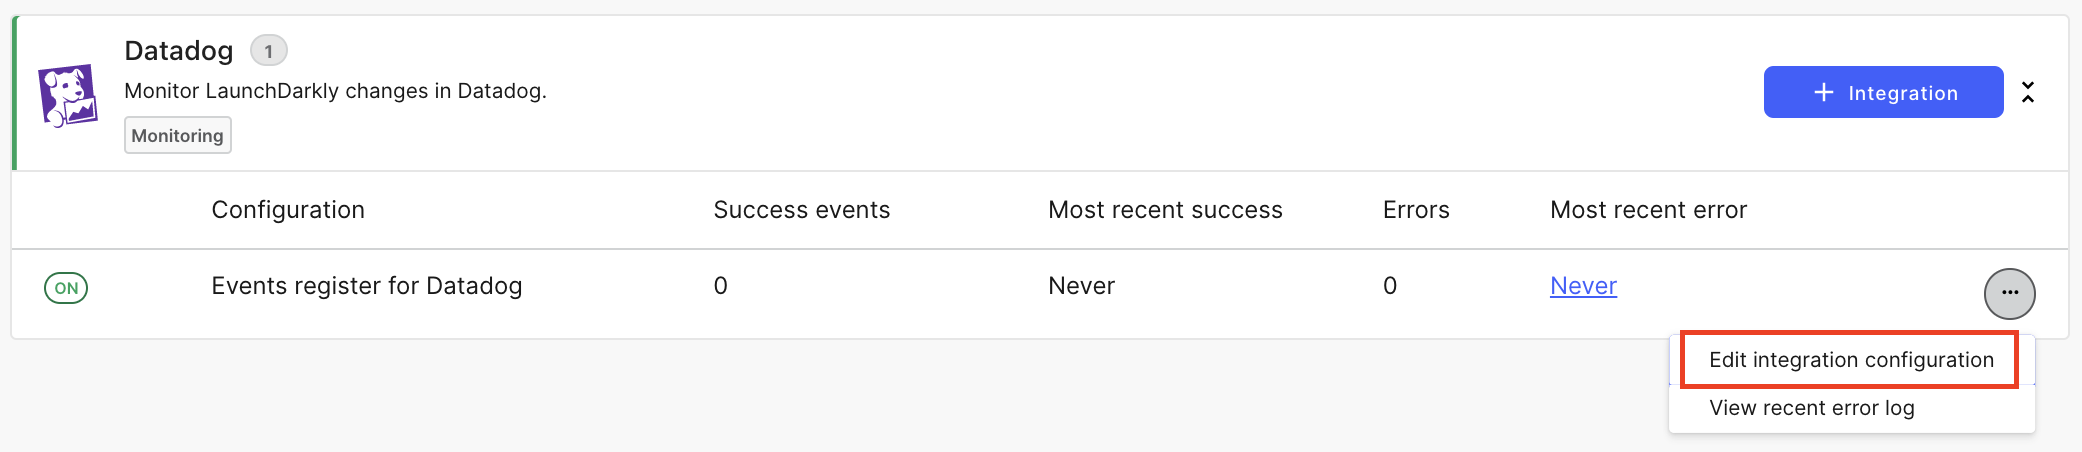 Datadog 1
Monitor LaunchDarkly changes in Datadog.
Monitoring
+ Integration
Configuration Success events Most recent success Errors Most recent error
ON Events register for Datadog 0 Never 0 Never ...
Edit integration configuration
View recent error log